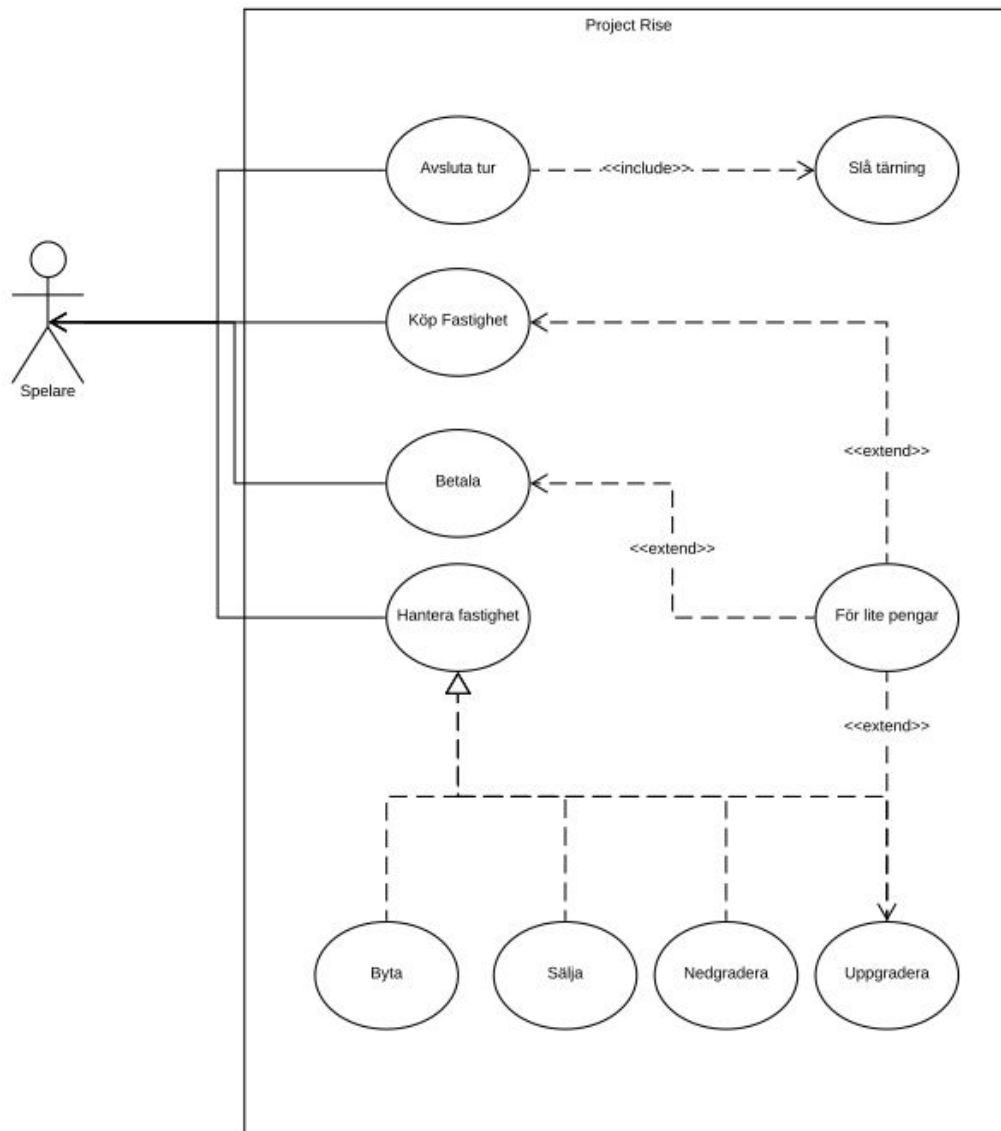 Project Rise
Avsluta tur
<<include>>
Slå tärning
Köp Fastighet
Spelare
<<extend>>
Betala
<<extend>>
Hantera fastighet
För lite pengar
<<extend>>
Byta
Sälja
Nedgradera
Uppgradera